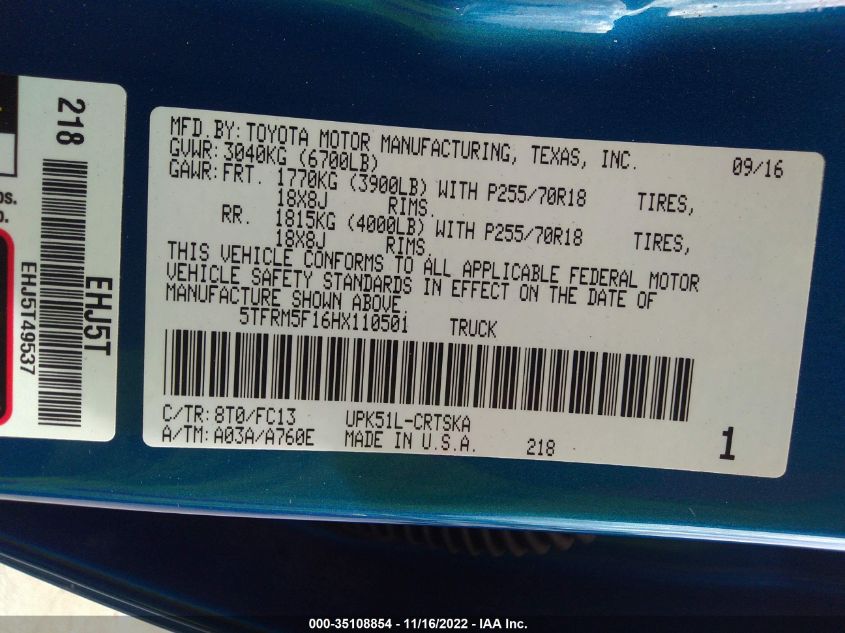 218
EHJ5T
EHJ5T49537
os.
o.
MFD.BY: TOYOTA MOTOR MANUFACTURING, TEXAS, INC. 09/16
GVWR: 3040KG (6700LB)
GAWR: FRT. 1770KG (3900LB) WITH P255/70R18 TIRES,
18X8J RIMS.
RR. 1815KG (4000LB) WITH P255/70R18 TIRES,
18X8J RIMS.
THIS VEHICLE CONFORMS TO ALL APPLICABLE FEDERAL MOTOR
VEHICLE SAFETY STANDARDS IN EFFECT ON THE DATE OF
MANUFACTURE SHOWN ABOVE.
5TFRM5F16HX110501 TRUCK
C/TR: 8T0/FC13 UPK51L-CRTSKA
A/TM: A03A/A760E MADE IN U.S.A. 218 1
000-35108854 - 11/16/2022 - IAA Inc.